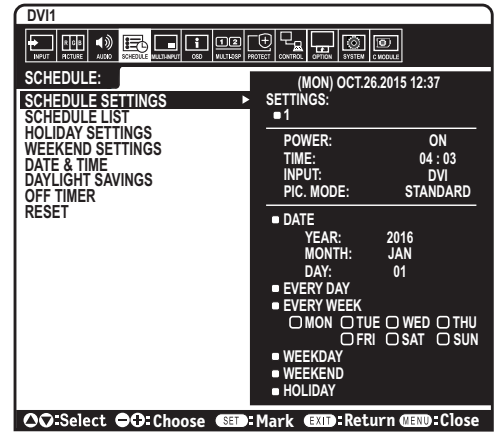 DVI1
INPUT
RGB
PICTURE
AUDIO
SCHEDULE
MULTI-INPUT
OSD
1 2
MULTI-DSP
PROTECT
CONTROL
OPTION
SYSTEM
C MODULE
SCHEDULE:
SCHEDULE SETTINGS
SCHEDULE LIST
HOLIDAY SETTINGS
WEEKEND SETTINGS
DATE & TIME
DAYLIGHT SAVINGS
OFF TIMER
RESET
(MON) OCT.26.2015 12:37
SETTINGS:
1
POWER: ON
TIME: 04 : 03
INPUT: DVI
PIC. MODE: STANDARD
DATE
YEAR: 2016
MONTH: JAN
DAY: 01
EVERY DAY
EVERY WEEK
MON TUE WED THU
FRI SAT SUN
WEEKDAY
WEEKEND
HOLIDAY
:Select :Choose SET :Mark EXIT :Return MENU :Close